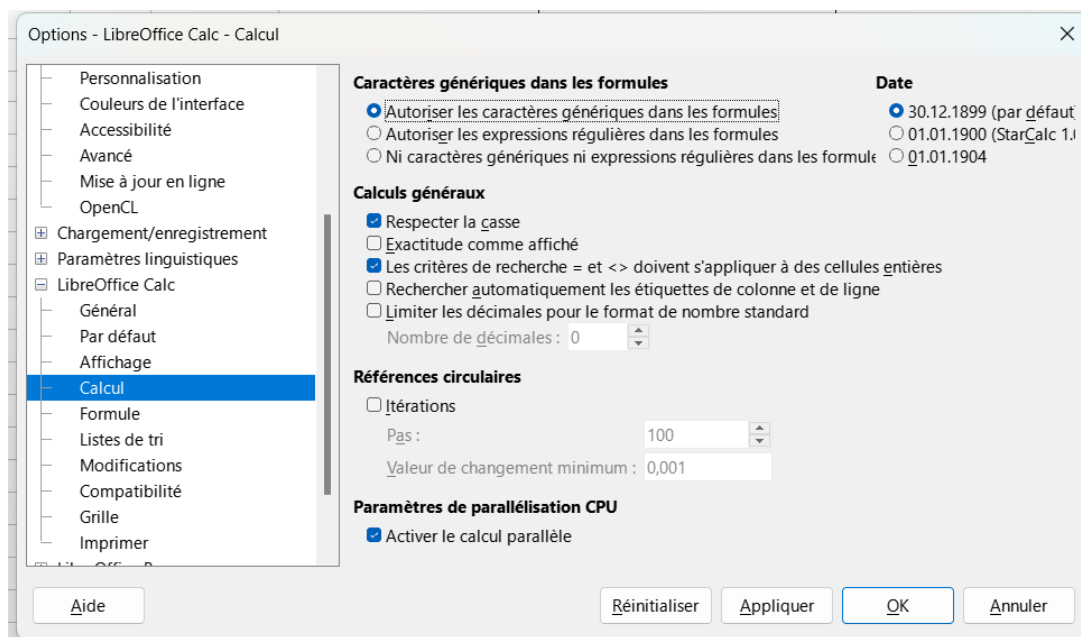 Options - LibreOffice Calc - Calcul
Personnalisation
Couleurs de l'interface
Accessibilité
Avancé
Mise à jour en ligne
OpenCL
Chargement/enregistrement
Paramètres linguistiques
LibreOffice Calc
Général
Par défaut
Affichage
Calcul
Formule
Listes de tri
Modifications
Compatibilité
Grille
Imprimer
Caractères génériques dans les formules
Autoriser les caractères génériques dans les formules
Autoriser les expressions régulières dans les formules
Ni caractères génériques ni expressions régulières dans les formule
Date
30.12.1899 (par défaut
01.01.1900 (StarCalc 1.
01.01.1904
Calculs généraux
Respecter la casse
Exactitude comme affiché
Les critères de recherche = et <> doivent s'appliquer à des cellules entières
Rechercher automatiquement les étiquettes de colonne et de ligne
Limiter les décimales pour le format de nombre standard
Nombre de décimales : 0
Références circulaires
Itérations
Pas : 100
Valeur de changement minimum : 0,001
Paramètres de parallélisation CPU
Activer le calcul parallèle
Aide
Réinitialiser
Appliquer
OK
Annuler